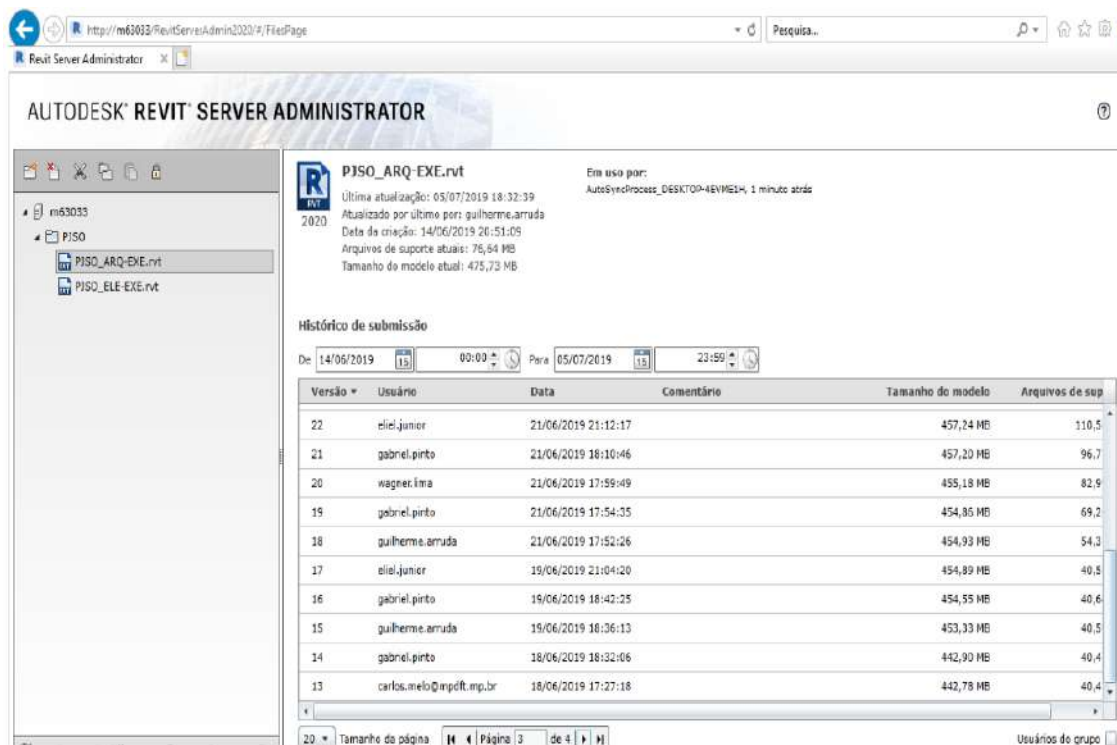 http://m63033/RevitServerAdmin2020/#/FilesPage
Pesquisa...
Revit Server Administrator
AUTODESK® REVIT® SERVER ADMINISTRATOR
m63033
PJSO
PJSO_ARQ-EXE.rvt
PJSO_ELE-EXE.rvt
2020
PJSO_ARQ-EXE.rvt
Última atualização: 05/07/2019 18:32:39
Atualizado por último por: guilherme.arruda
Data da criação: 14/06/2019 20:51:09
Arquivos de suporte atuais: 76,64 MB
Tamanho do modelo atual: 475,73 MB
Em uso por:
AutoSyncProcess_DESKTOP-4EVME1H, 1 minuto atrás
Histórico de submissão
De 14/06/2019 15 00:00 Para 05/07/2019 15 23:59
Versão Usuário Data Comentário Tamanho do modelo Arquivos de sup
22 eliel.junior 21/06/2019 21:12:17 457,24 MB 110,5
21 gabriel.pinto 21/06/2019 18:10:46 457,20 MB 96,7
20 wagner.lima 21/06/2019 17:59:49 455,18 MB 82,9
19 gabriel.pinto 21/06/2019 17:54:35 454,86 MB 69,2
18 guilherme.arruda 21/06/2019 17:52:26 454,93 MB 54,3
17 eliel.junior 19/06/2019 21:04:20 454,89 MB 40,5
16 gabriel.pinto 19/06/2019 18:42:25 454,55 MB 40,6
15 guilherme.arruda 19/06/2019 18:36:13 453,33 MB 40,5
14 gabriel.pinto 18/06/2019 18:32:06 442,90 MB 40,4
13 carlos.melo@mpdft.mp.br 18/06/2019 17:27:18 442,78 MB 40,4
20 Tamanho da página Página 3 de 4 Usuários do grupo